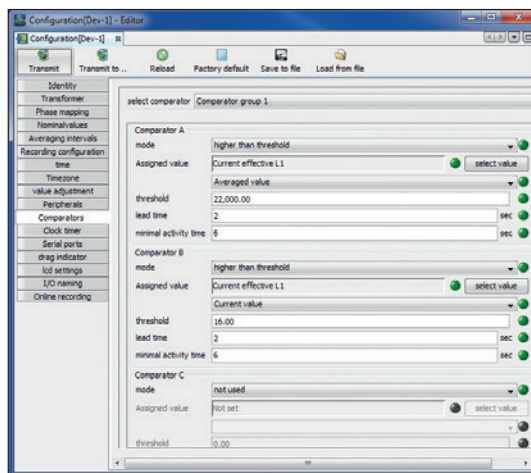 Configuration[Dev-1] - Editor
Configuration[Dev-1]
Transmit
Transmit to ..
Reload
Factory default
Save to file
Load from file
Identity
Transformer
Phase mapping
Nominalvalues
Averaging intervals
Recording configuration
time
Timezone
value adjustment
Peripherals
Comparators
Clock timer
Serial ports
drag indicator
lcd settings
I/O naming
Online recording
select comparator Comparator group 1
Comparator A
mode higher than threshold
Assigned value Current effective L1 select value
Averaged value
threshold 22,000.00
lead time 2 sec
minimal activity time 6 sec
Comparator B
mode higher than threshold
Assigned value Current effective L1 select value
Current value
threshold 16.00
lead time 2 sec
minimal activity time 6 sec
Comparator C
mode not used
Assigned value Not set select value
threshold 0.00